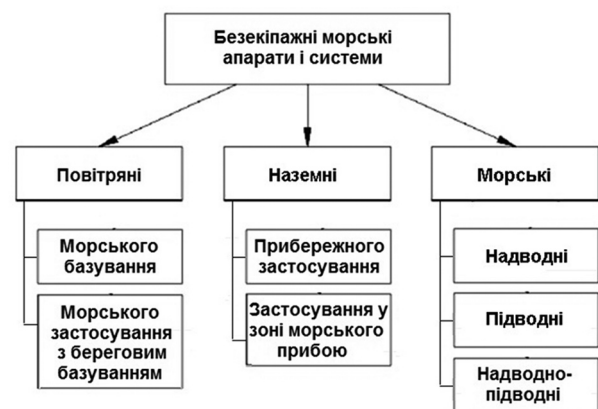 Безекіпажні морські
апарати і системи
Повітряні
Наземні
Морські
Морського
базування
Морського
застосування
з береговим
базуванням
Прибережного
застосування
Застосування у
зоні морського
прибою
Надводні
Підводні
Надводно-
підводні